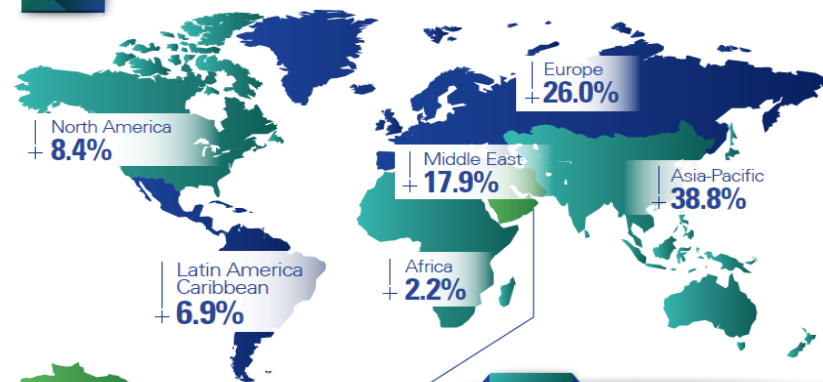 Europe
+ 26.0%
North America
+ 8.4%
Middle East
+ 17.9%
Asia-Pacific
+ 38.8%
Latin America
Caribbean
+ 6.9%
Africa
+ 2.2%